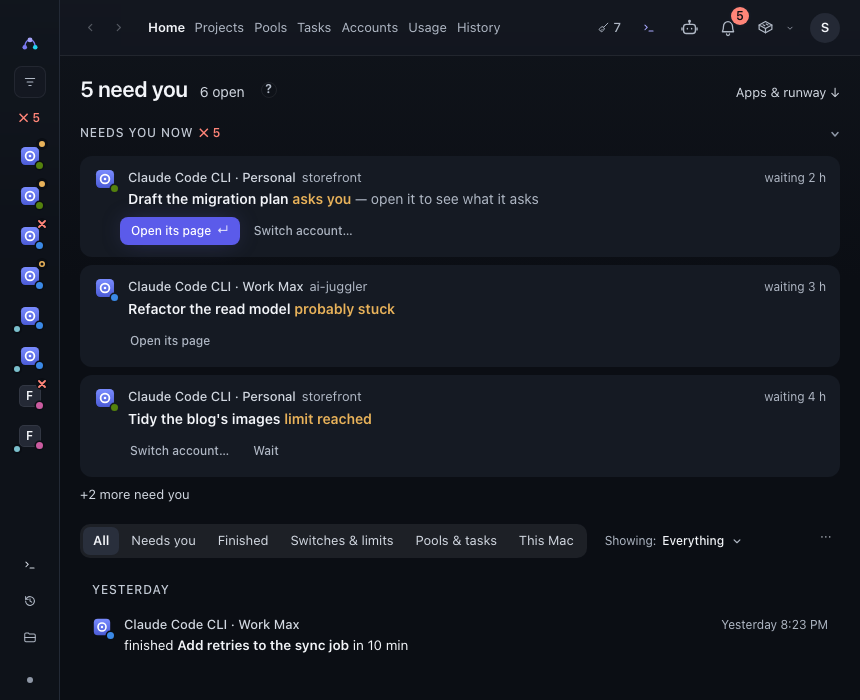 Home Projects Pools Tasks Accounts Usage History 7 5 S
5 need you 6 open ? Apps & runway ↓
5
NEEDS YOU NOW 5
Claude Code CLI · Personal storefront waiting 2 h
Draft the migration plan asks you — open it to see what it asks
Open its page ↵ Switch account…
Claude Code CLI · Work Max ai-juggler waiting 3 h
Refactor the read model probably stuck
Open its page
Claude Code CLI · Personal storefront waiting 4 h
Tidy the blog's images limit reached
Switch account… Wait
F
F
+2 more need you
All Needs you Finished Switches & limits Pools & tasks This Mac Showing: Everything
YESTERDAY
Claude Code CLI · Work Max Yesterday 8:23 PM
finished Add retries to the sync job in 10 min